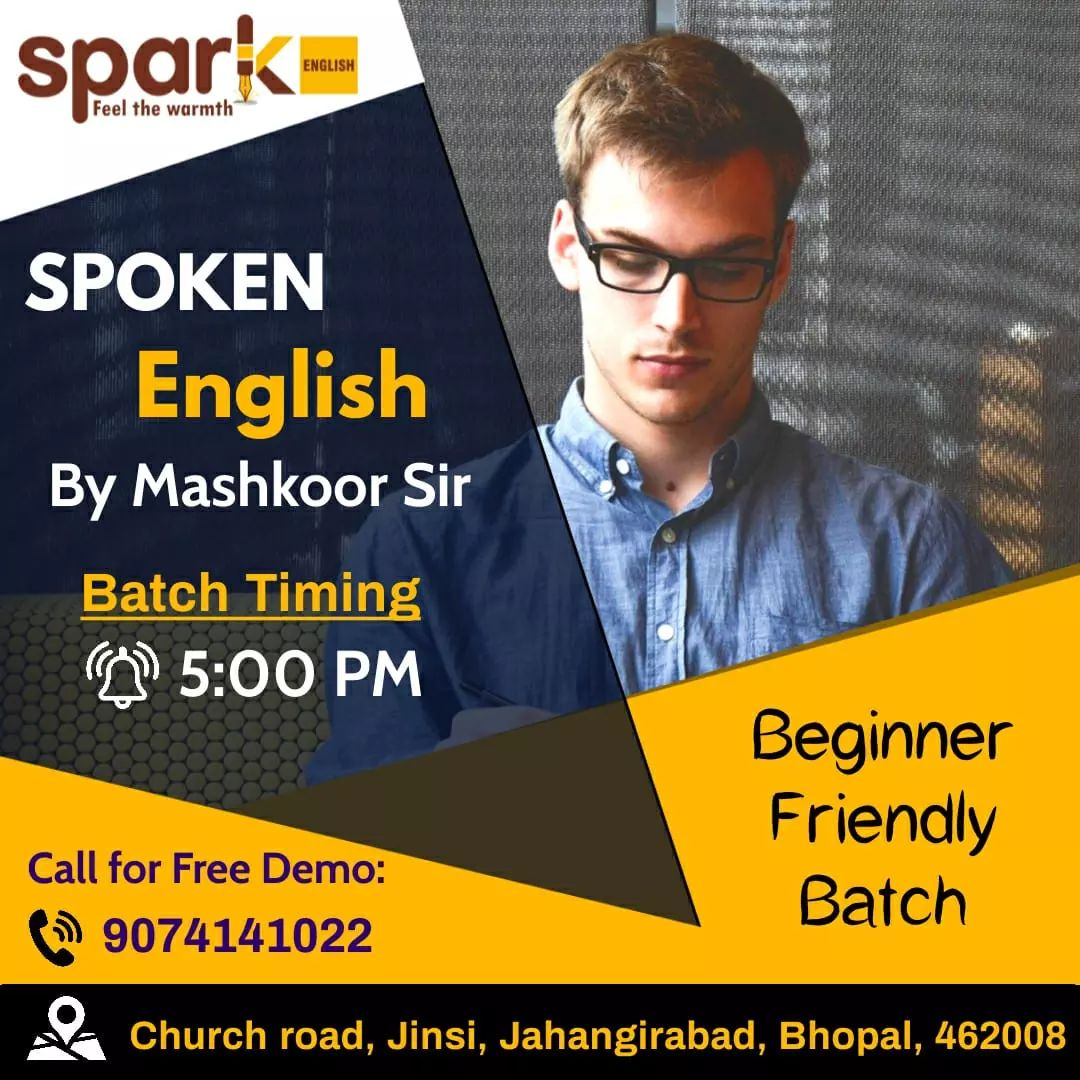 spark ENGLISH
Feel the warmth
SPOKEN
English
By Mashkoor Sir
Batch Timing
5:00 PM
Beginner
Friendly
Batch
Call for Free Demo:
9074141022
Church road, Jinsi, Jahangirabad, Bhopal, 462008